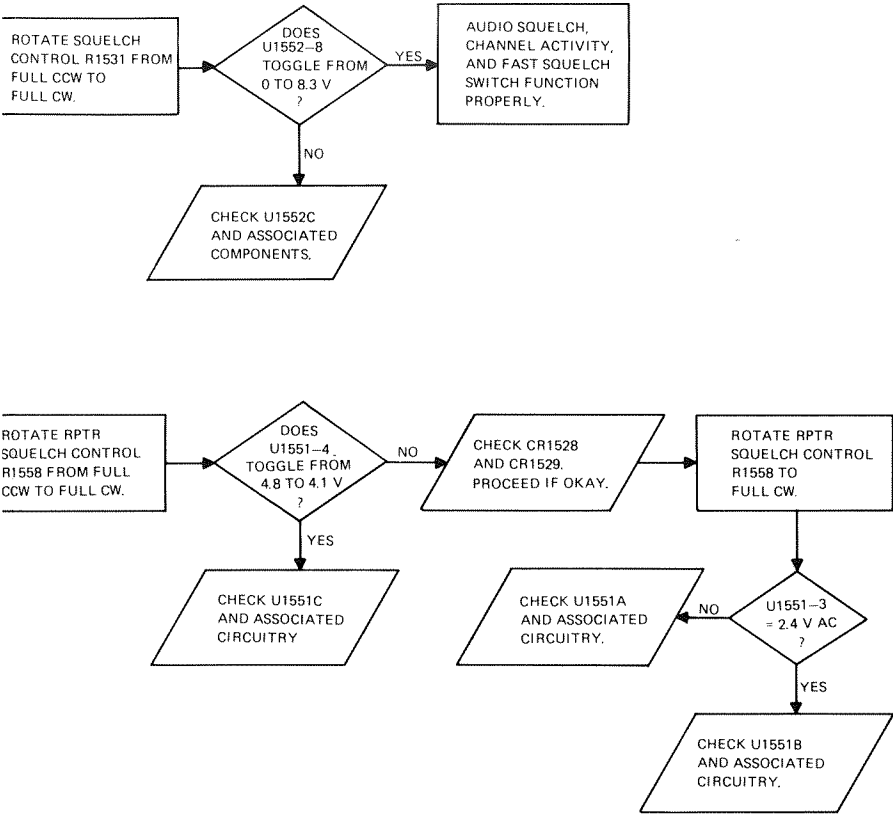 ROTATE SQUELCH
CONTROL R1531 FROM
FULL CCW TO
FULL CW.
DOES
U1552–8
TOGGLE FROM
0 TO 8.3 V
?
YES
AUDIO SQUELCH,
CHANNEL ACTIVITY,
AND FAST SQUELCH
SWITCH FUNCTION
PROPERLY.
NO
CHECK U1552C
AND ASSOCIATED
COMPONENTS.
ROTATE RPTR
SQUELCH CONTROL
R1558 FROM FULL
CCW TO FULL CW.
DOES
U1551–4
TOGGLE FROM
4.8 TO 4.1 V
?
NO
CHECK CR1528
AND CR1529.
PROCEED IF OKAY.
ROTATE RPTR
SQUELCH CONTROL
R1558 TO
FULL CW.
YES
CHECK U1551C
AND ASSOCIATED
CIRCUITRY
CHECK U1551A
AND ASSOCIATED
CIRCUITRY.
NO
U1551–3
= 2.4 V AC
?
YES
CHECK U1551B
AND ASSOCIATED
CIRCUITRY.